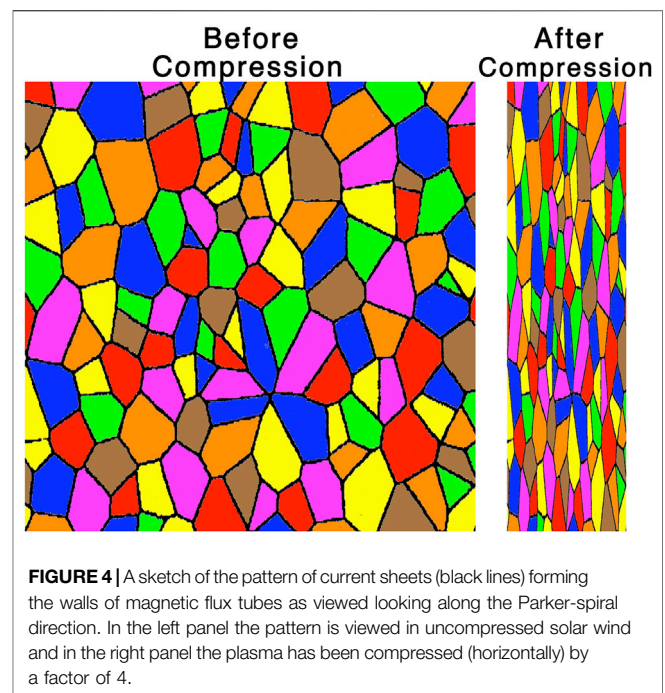 Before
Compression
After
Compression
FIGURE 4 | A sketch of the pattern of current sheets (black lines) forming
the walls of magnetic flux tubes as viewed looking along the Parker-spiral
direction. In the left panel the pattern is viewed in uncompressed solar wind
and in the right panel the plasma has been compressed (horizontally) by
a factor of 4.